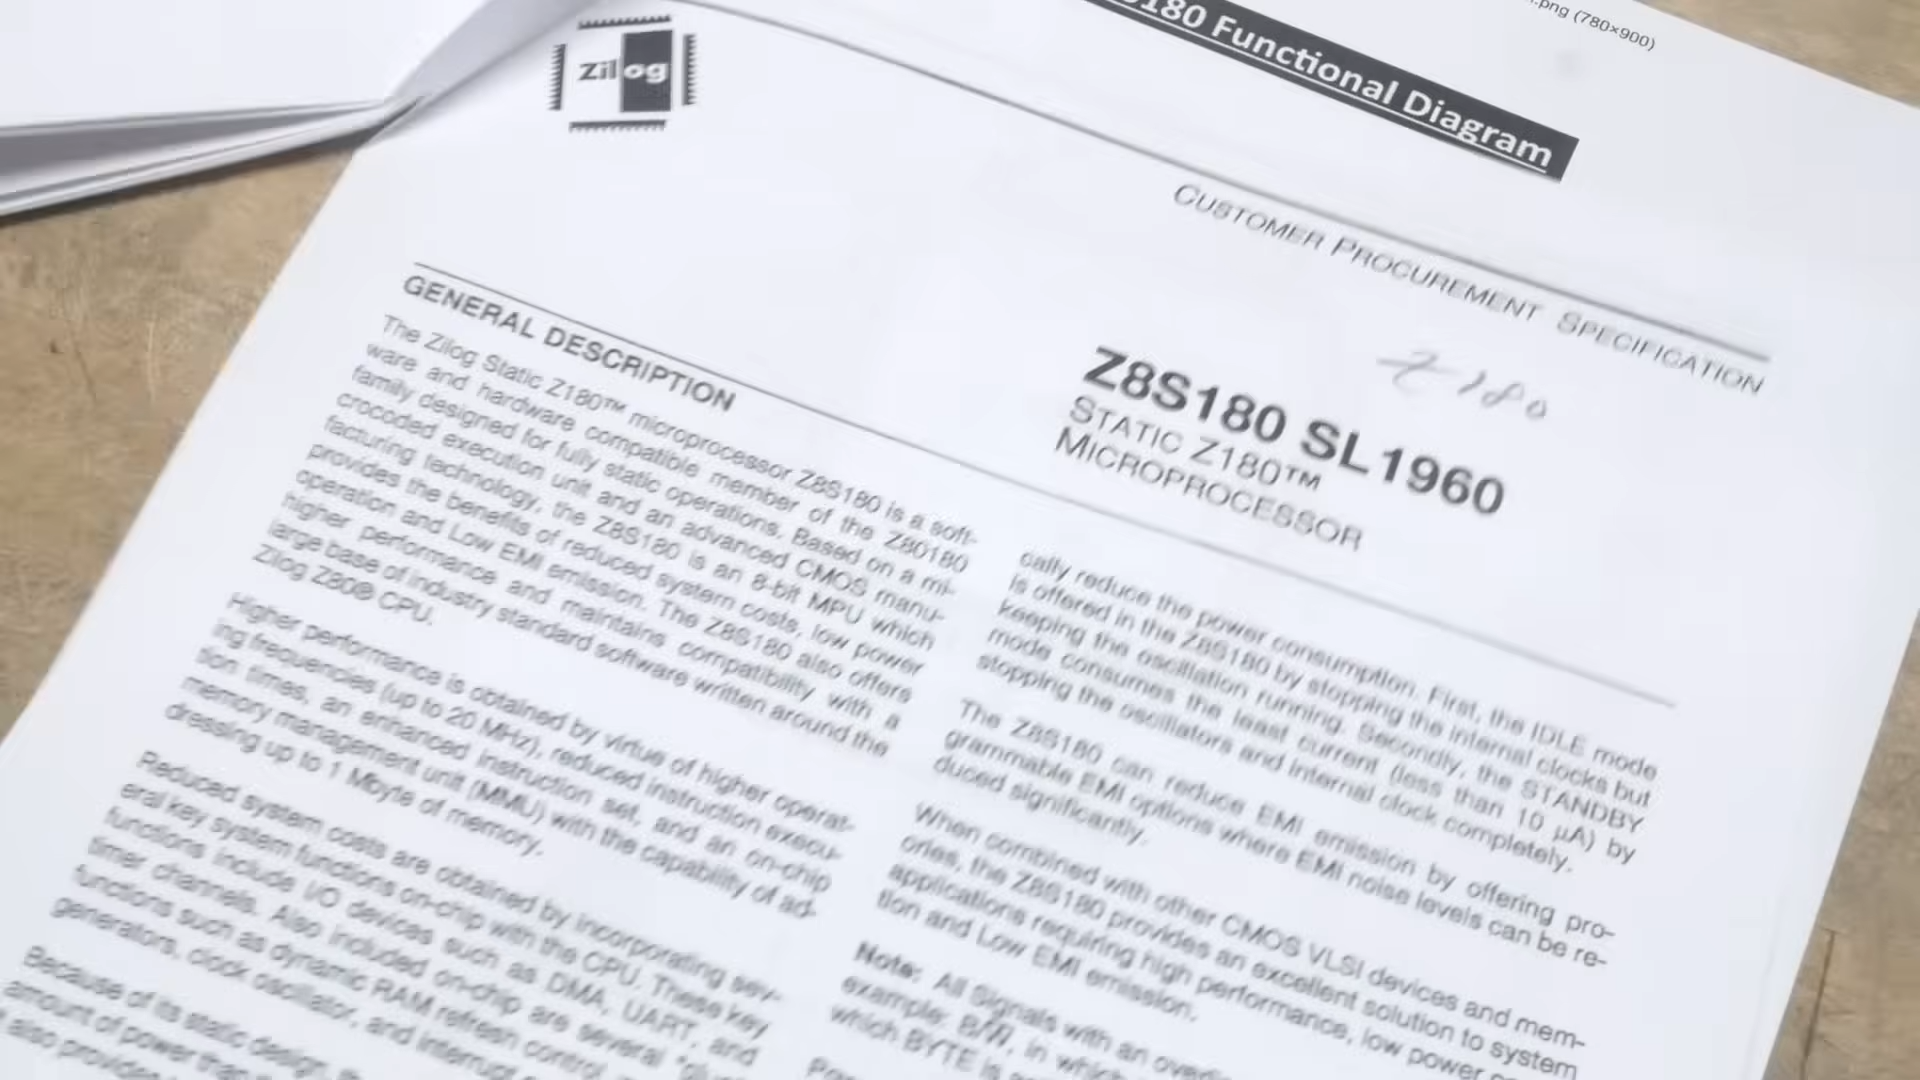 .png (780×900)
180 Functional Diagram
Zilog
CUSTOMER PROCUREMENT SPECIFICATION
Z180
Z8S180 SL1960
STATIC Z180™
MICROPROCESSOR
GENERAL DESCRIPTION
The Zilog Static Z180™ microprocessor Z8S180 is a soft-
ware and hardware compatible member of the Z80180
family designed for fully static operations. Based on a mi-
crocoded execution unit and an advanced CMOS manu-
facturing technology, the Z8S180 is an 8-bit MPU which
provides the benefits of reduced system costs, low power
operation and Low EMI emission. The Z8S180 also offers
higher performance and maintains compatibility with a
large base of industry standard software written around the
Zilog Z80® CPU.
Higher performance is obtained by virtue of higher operat-
ing frequencies (up to 20 MHz), reduced instruction execu-
tion times, an enhanced instruction set, and an on-chip
memory management unit (MMU) with the capability of ad-
dressing up to 1 Mbyte of memory.
Reduced system costs are obtained by incorporating sev-
eral key system functions on-chip with the CPU. These key
functions include I/O devices such as DMA, UART, and
timer channels. Also included on-chip are several "glue"
functions such as dynamic RAM refresh control,
generators, clock oscillator, and interrupt
Because of its static design, the
amount of power than
also provides
cally reduce the power consumption. First, the IDLE mode
is offered in the Z8S180 by stopping the internal clocks but
keeping the oscillation running. Secondly, the STANDBY
mode consumes the least current (less than 10 µA) by
stopping the oscillators and internal clock completely.
The Z8S180 can reduce EMI emission by offering pro-
grammable EMI options where EMI noise levels can be re-
duced significantly.
When combined with other CMOS VLSI devices and mem-
ories, the Z8S180 provides an excellent solution to system
applications requiring high performance, low power
tion and Low EMI emission.
Note: All Signals with an
example: B/W, in which
which BYTE is